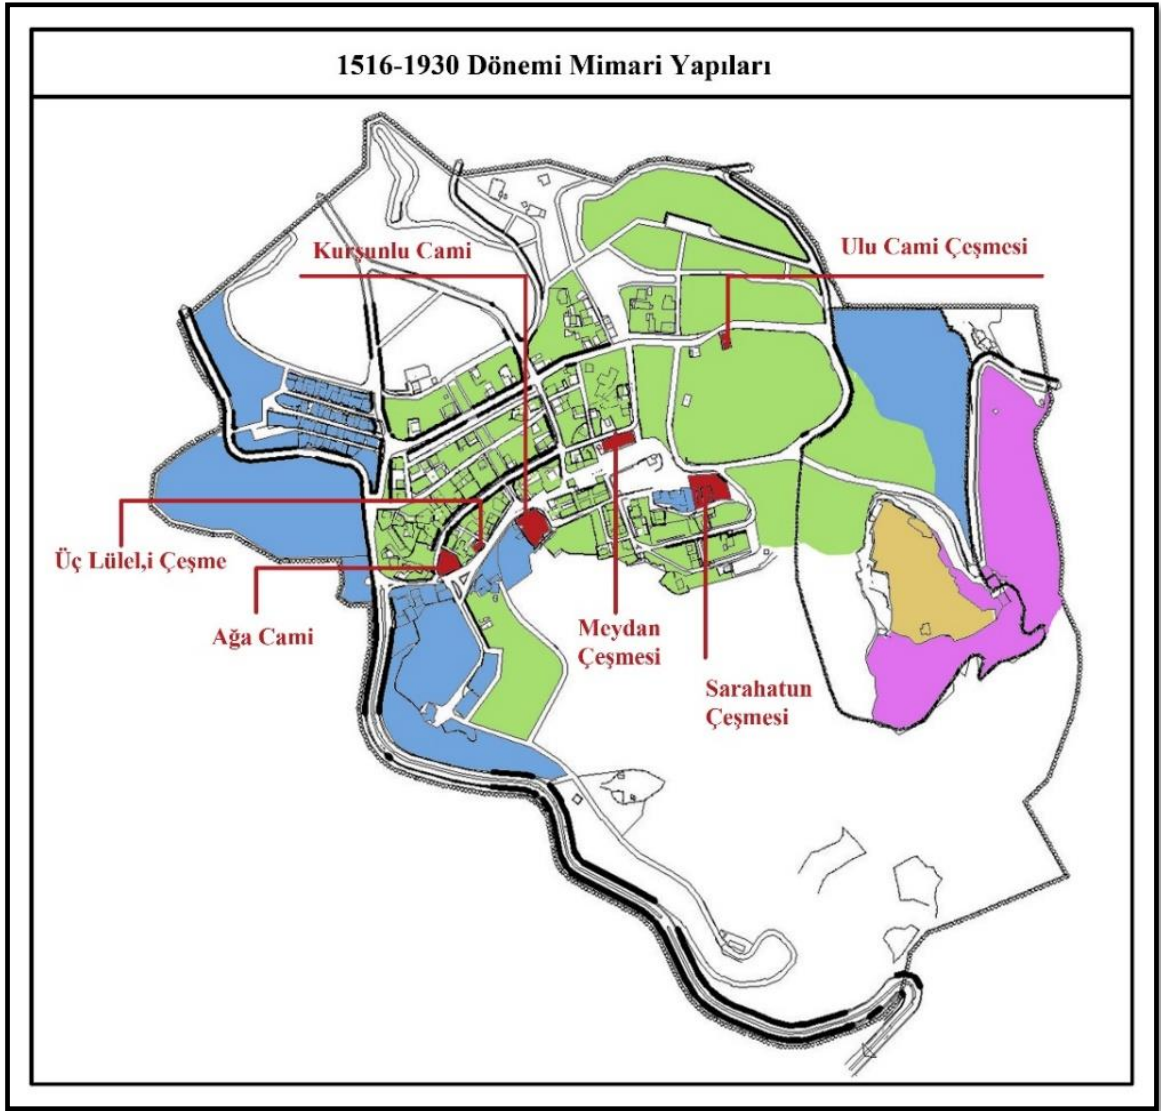 1516-1930 Dönemi Mimari Yapıları
Kurşunlu Cami
Ulu Cami Çeşmesi
Üç Lülel,i Çeşme
Ağa Cami
Meydan
Çeşmesi
Sarahatun
Çeşmesi